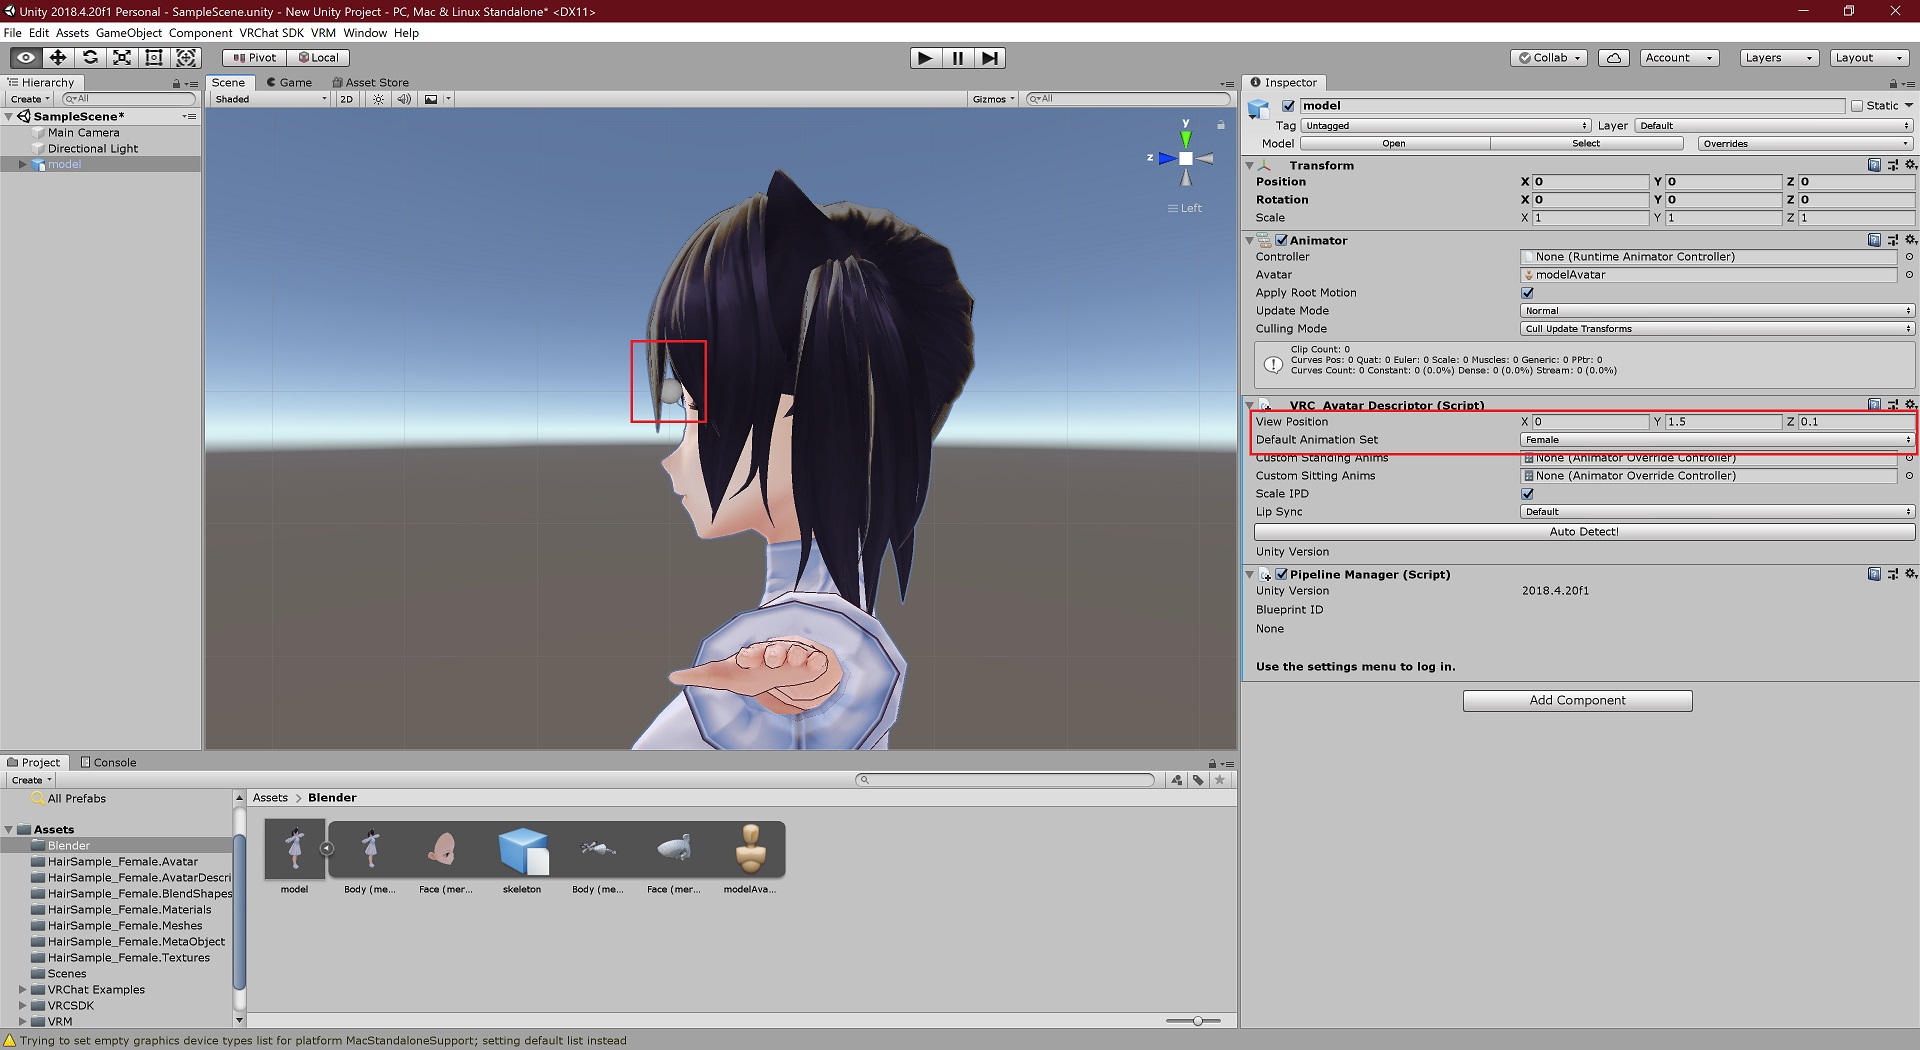 Unity 2018.4.20f1 Personal - SampleScene.unity - New Unity Project - PC, Mac & Linux Standalone* <DX11>
File Edit Assets GameObject Component VRChat SDK VRM Window Help
Pivot Local
Collab Account Layers Layout
Hierarchy
Create All
SampleScene*
Main Camera
Directional Light
model
Scene Game Asset Store
Shaded 2D Gizmos All
y
z
Left
Inspector
model Static
Tag Untagged Layer Default
Model Open Select Overrides
Transform
Position X 0 Y 0 Z 0
Rotation X 0 Y 0 Z 0
Scale X 1 Y 1 Z 1
Animator
Controller None (Runtime Animator Controller)
Avatar modelAvatar
Apply Root Motion
Update Mode Normal
Culling Mode Cull Update Transforms
Clip Count: 0
Curves Pos: 0 Quat: 0 Euler: 0 Scale: 0 Muscles: 0 Generic: 0 PPtr: 0
Curves Count: 0 Constant: 0 (0.0%) Dense: 0 (0.0%) Stream: 0 (0.0%)
VRC_Avatar Descriptor (Script)
View Position X 0 Y 1.5 Z 0.1
Default Animation Set Female
Custom Standing Anims None (Animator Override Controller)
Custom Sitting Anims None (Animator Override Controller)
Scale IPD
Lip Sync Default
Auto Detect!
Unity Version
Pipeline Manager (Script)
Unity Version 2018.4.20f1
Blueprint ID
None
Use the settings menu to log in.
Add Component
Project Console
Create
All Prefabs
Assets
Blender
HairSample_Female.Avatar
HairSample_Female.AvatarDescri
HairSample_Female.BlendShapes
HairSample_Female.Materials
HairSample_Female.Meshes
HairSample_Female.MetaObject
HairSample_Female.Textures
Scenes
VRChat Examples
VRCSDK
VRM
Assets > Blender
model Body (me... Face (mer... skeleton Body (me... Face (mer... modelAva...
Trying to set empty graphics device types list for platform MacStandaloneSupport; setting default list instead